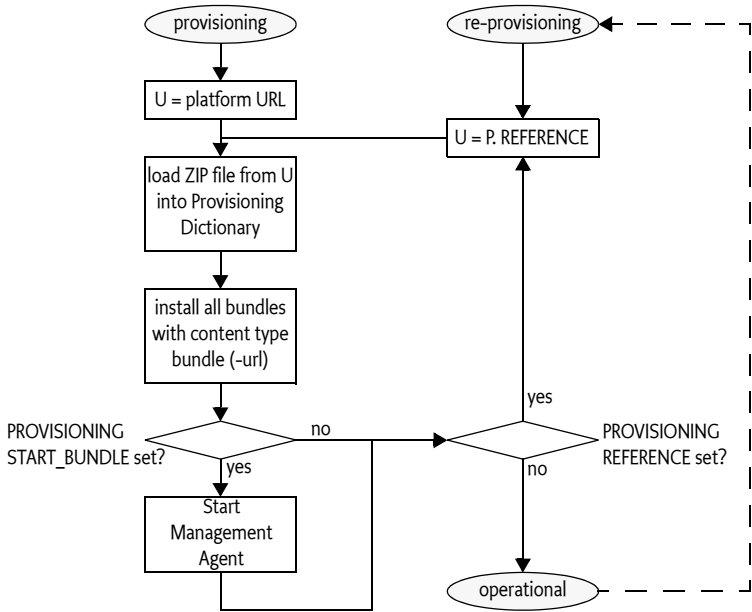 provisioning
re-provisioning
U = platform URL
U = P. REFERENCE
load ZIP file from U
into Provisioning
Dictionary
install all bundles
with content type
bundle (-url)
yes
PROVISIONING
START_BUNDLE set?
no
PROVISIONING
REFERENCE set?
yes
no
Start
Management
Agent
operational